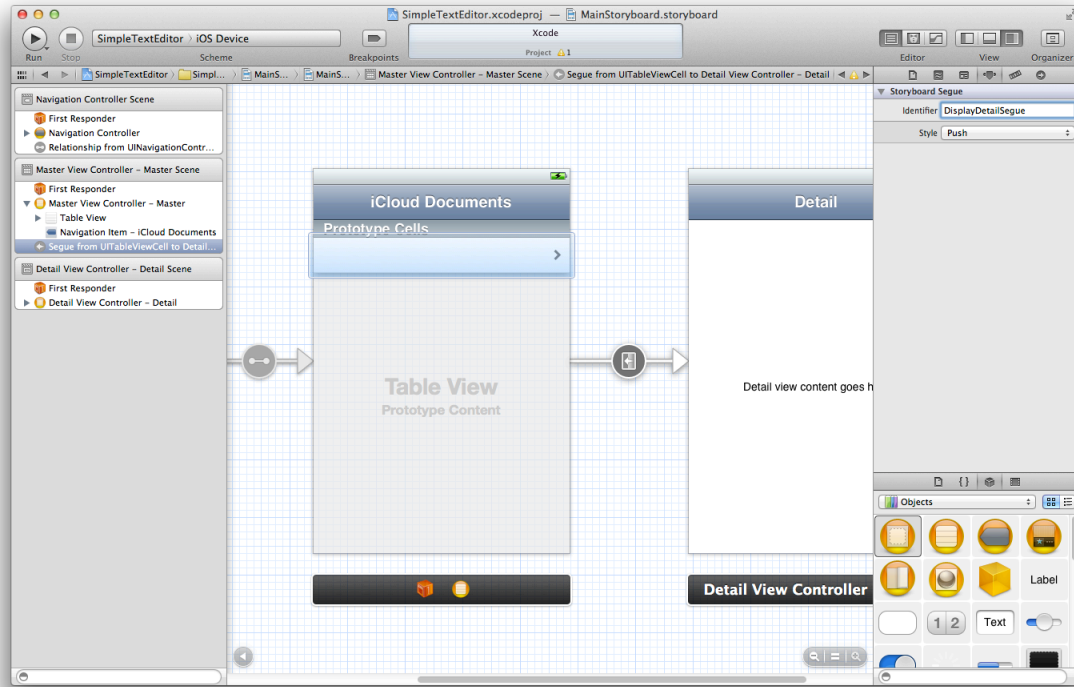 SimpleTextEditor.xcodeproj — MainStoryboard.storyboard
Run
Stop
SimpleTextEditor
iOS Device
Scheme
Breakpoints
Xcode
Project
1
Editor
View
Organizer
SimpleTextEditor
Simpl...
MainS...
MainS...
Master View Controller – Master Scene
Segue from UITableViewCell to Detail View Controller – Detail
Navigation Controller Scene
First Responder
Navigation Controller
Relationship from UINavigationContr...
Master View Controller – Master Scene
First Responder
Master View Controller – Master
Table View
Navigation Item – iCloud Documents
Segue from UITableViewCell to Detail...
Detail View Controller – Detail Scene
First Responder
Detail View Controller – Detail
iCloud Documents
Prototype Cells
Table View
Prototype Content
Detail
Detail view content goes h
Detail View Controller
Storyboard Segue
Identifier
DisplayDetailSegue
Style
Push
{}
Objects
Label
1 2
Text